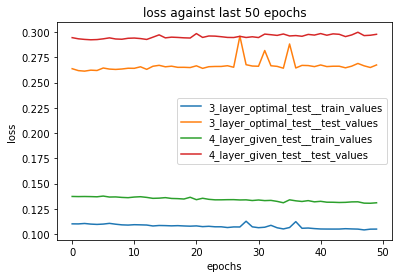 loss against last 50 epochs
loss
0.300
0.275
0.250
0.225
0.200
0.175
0.150
0.125
0.100
3_layer_optimal_test__train_values
3_layer_optimal_test__test_values
4_layer_given_test__train_values
4_layer_given_test__test_values
0 10 20 30 40 50
epochs